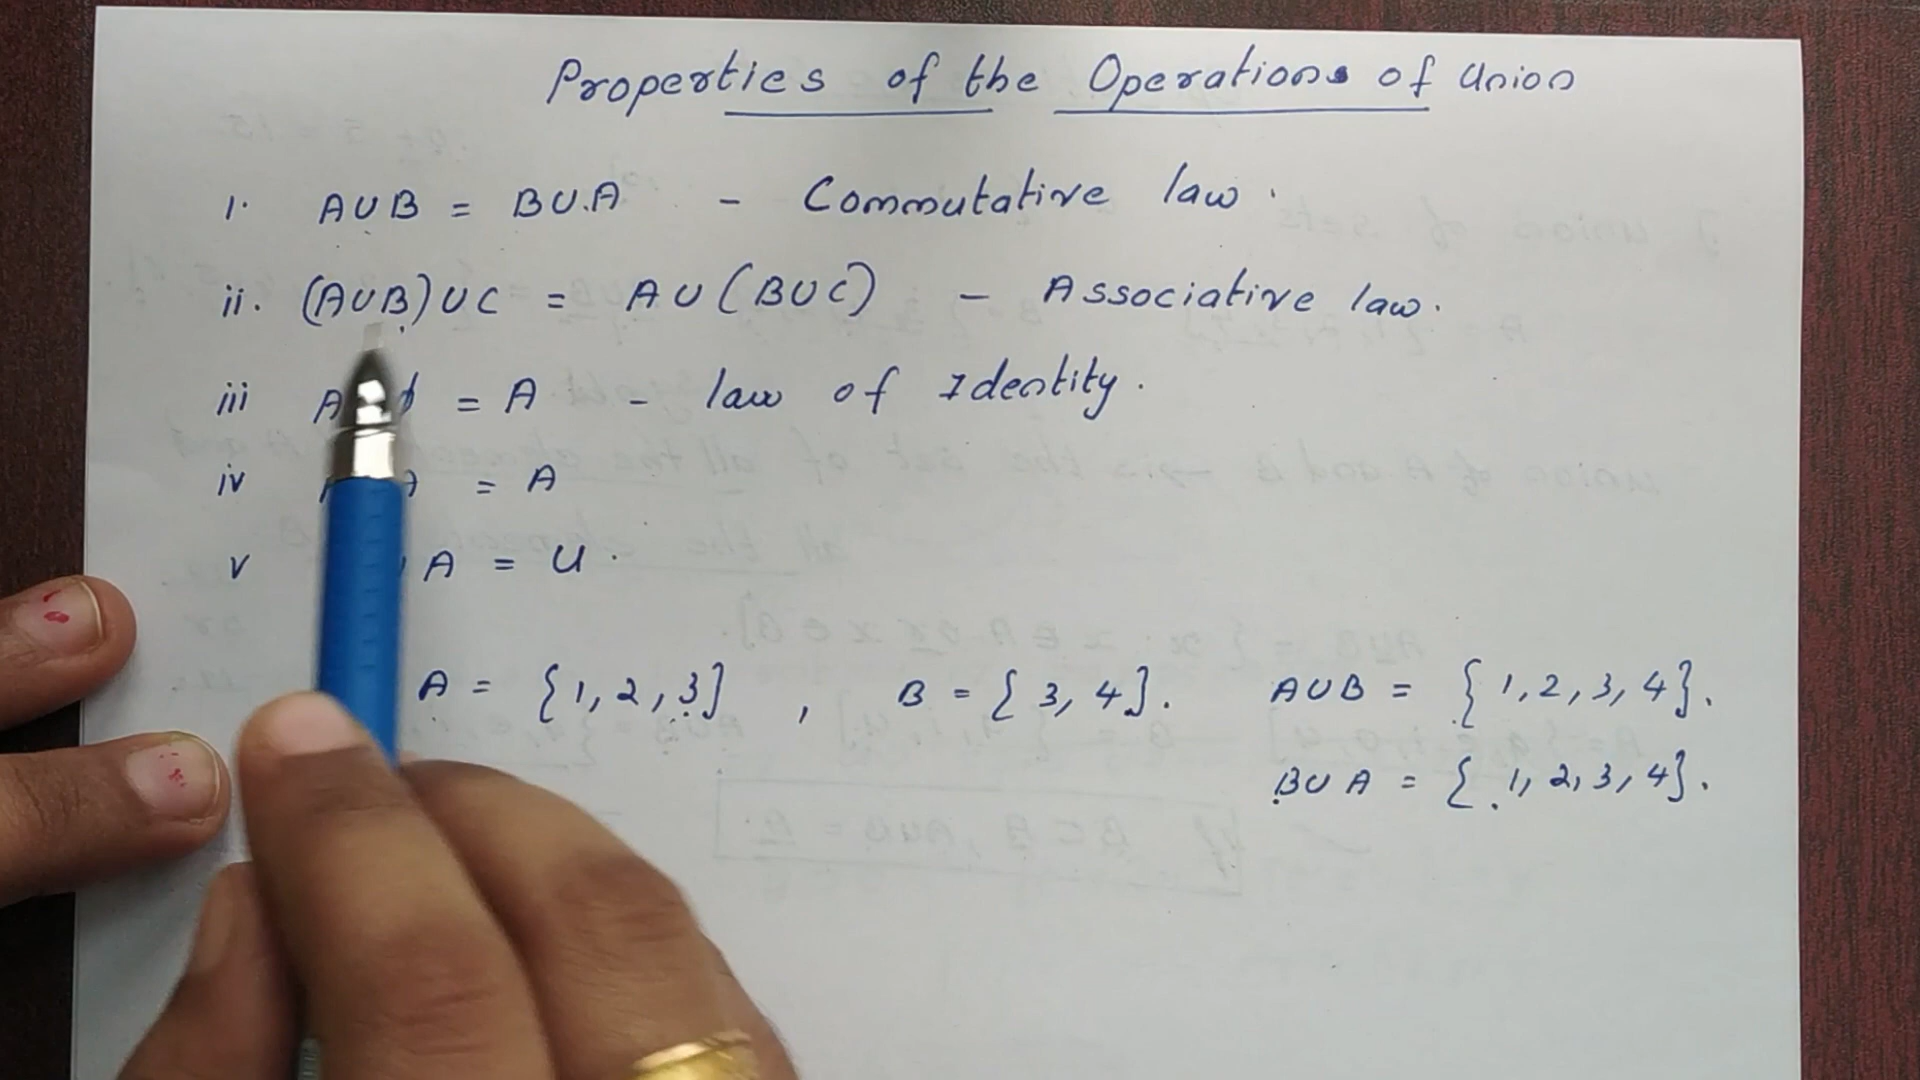 Properties of the Operations of Union
i. A∪B = B∪A - Commutative law.
ii. (A∪B)∪C = A∪(B∪C) - Associative law.
iii A ϕ = A - law of Identity.
iv = A
v A = U.
A = {1, 2, 3} , B = {3, 4}. A∪B = {1, 2, 3, 4}.
B∪A = {1, 2, 3, 4}.